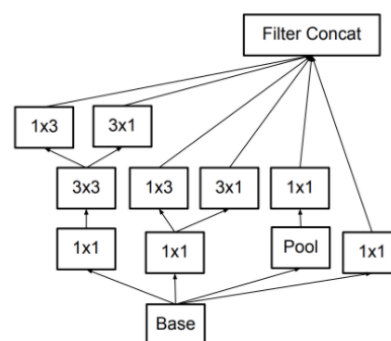 Filter Concat
1x3 3x1
3x3 1x3 3x1 1x1
1x1 1x1 Pool 1x1
Base